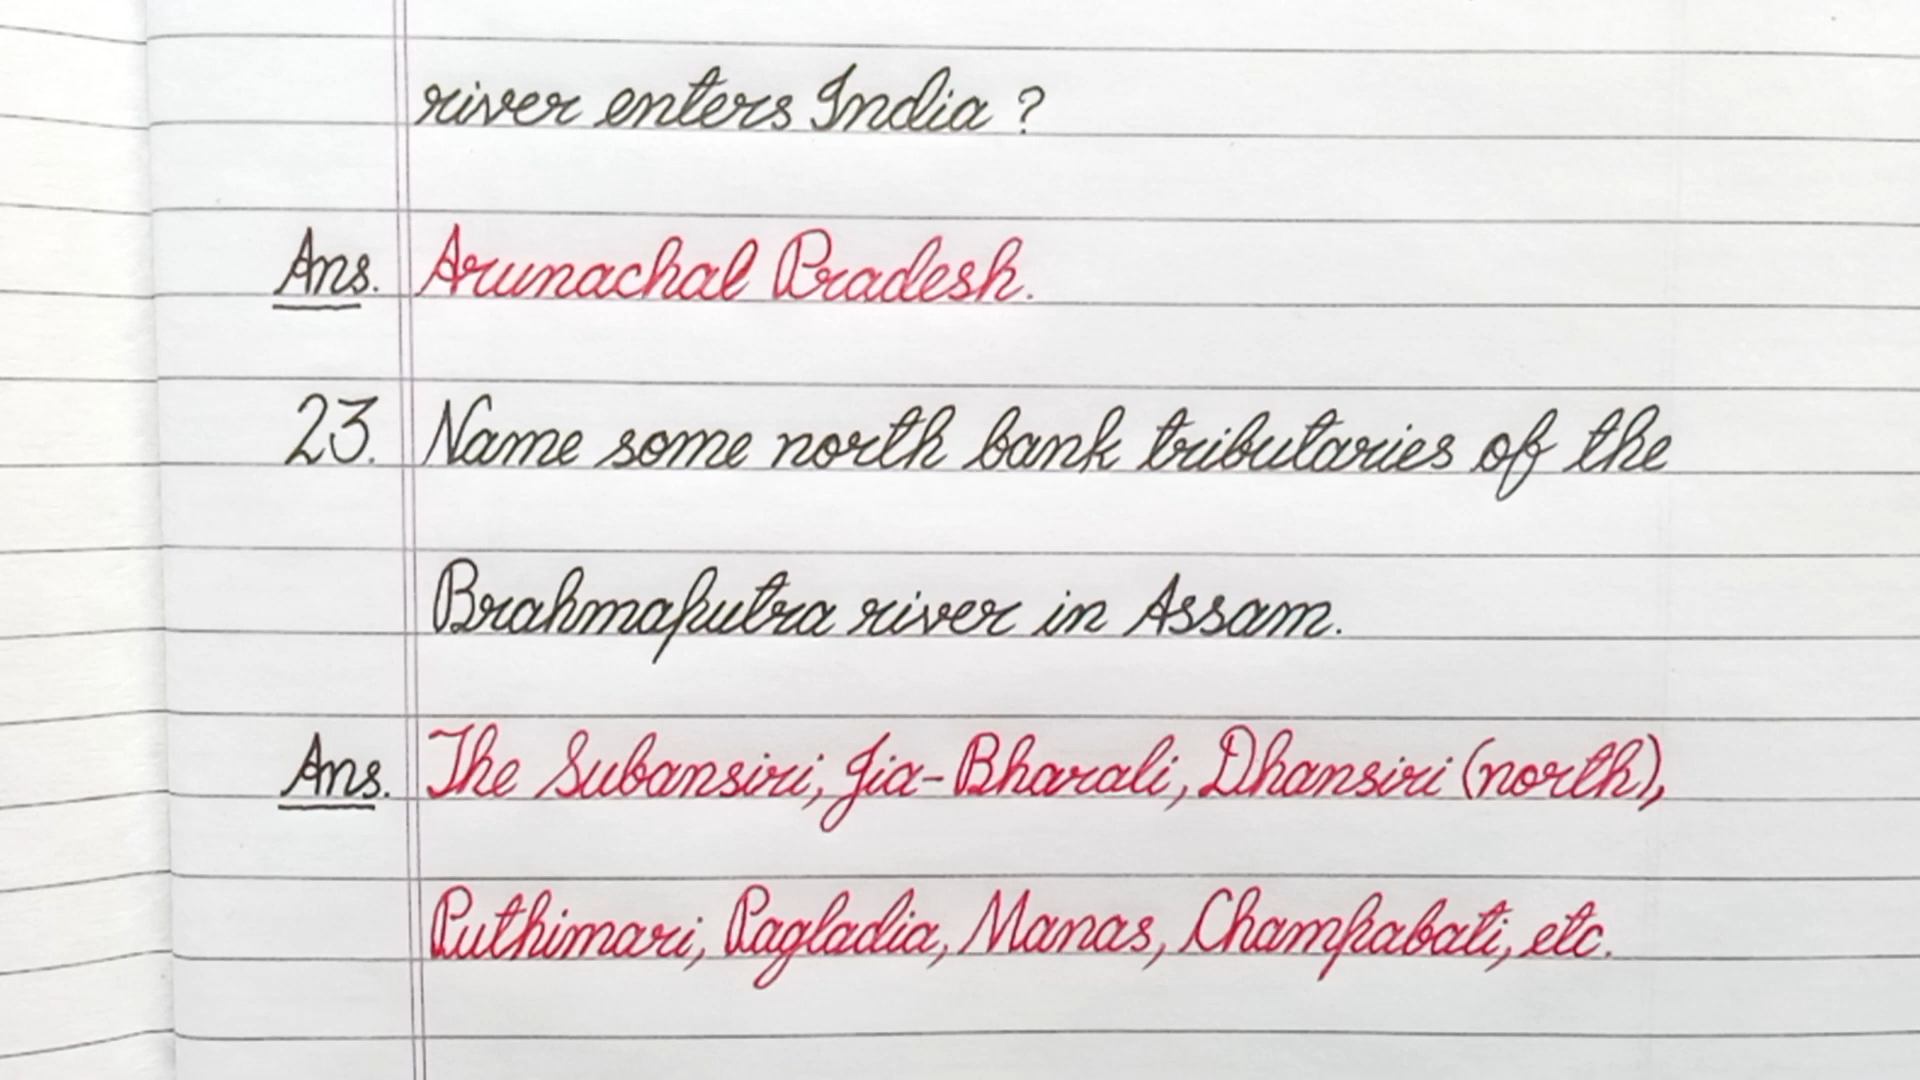 river enters India ?
Ans. Arunachal Pradesh.
23. Name some north bank tributaries of the
Brahmaputra river in Assam.
Ans. The Subansiri, Jia-Bharali, Dhansiri (north),
Puthimari, Pagladia, Manas, Champabati, etc.